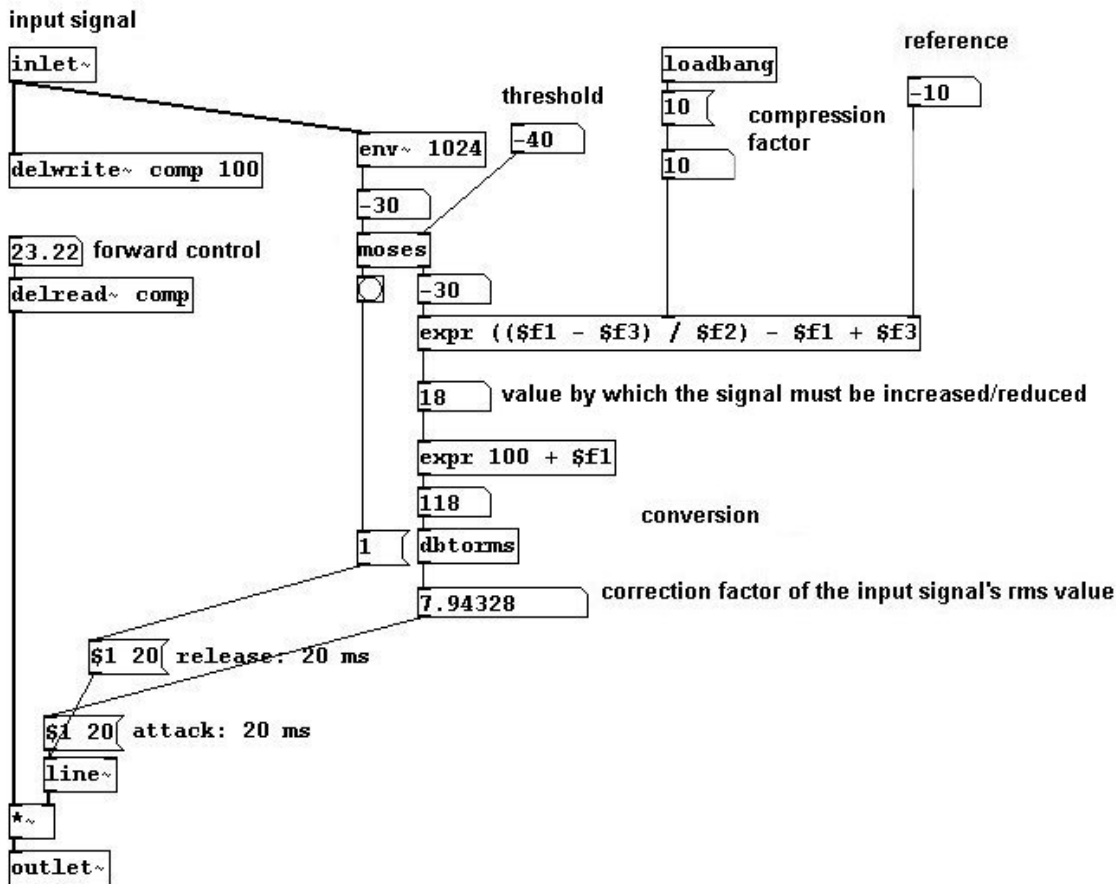 input signal
inlet~
delwrite~ comp 100
23.22 forward control
delread~ comp
threshold
env~ 1024
-40
-30
moses
-30
loadbang
10
10
compression
factor
reference
-10
expr (($f1 - $f3) / $f2) - $f1 + $f3
18 value by which the signal must be increased/reduced
expr 100 + $f1
118
conversion
1
dbtorms
7.94328 correction factor of the input signal's rms value
$1 20 release: 20 ms
$1 20 attack: 20 ms
line~
*~
outlet~